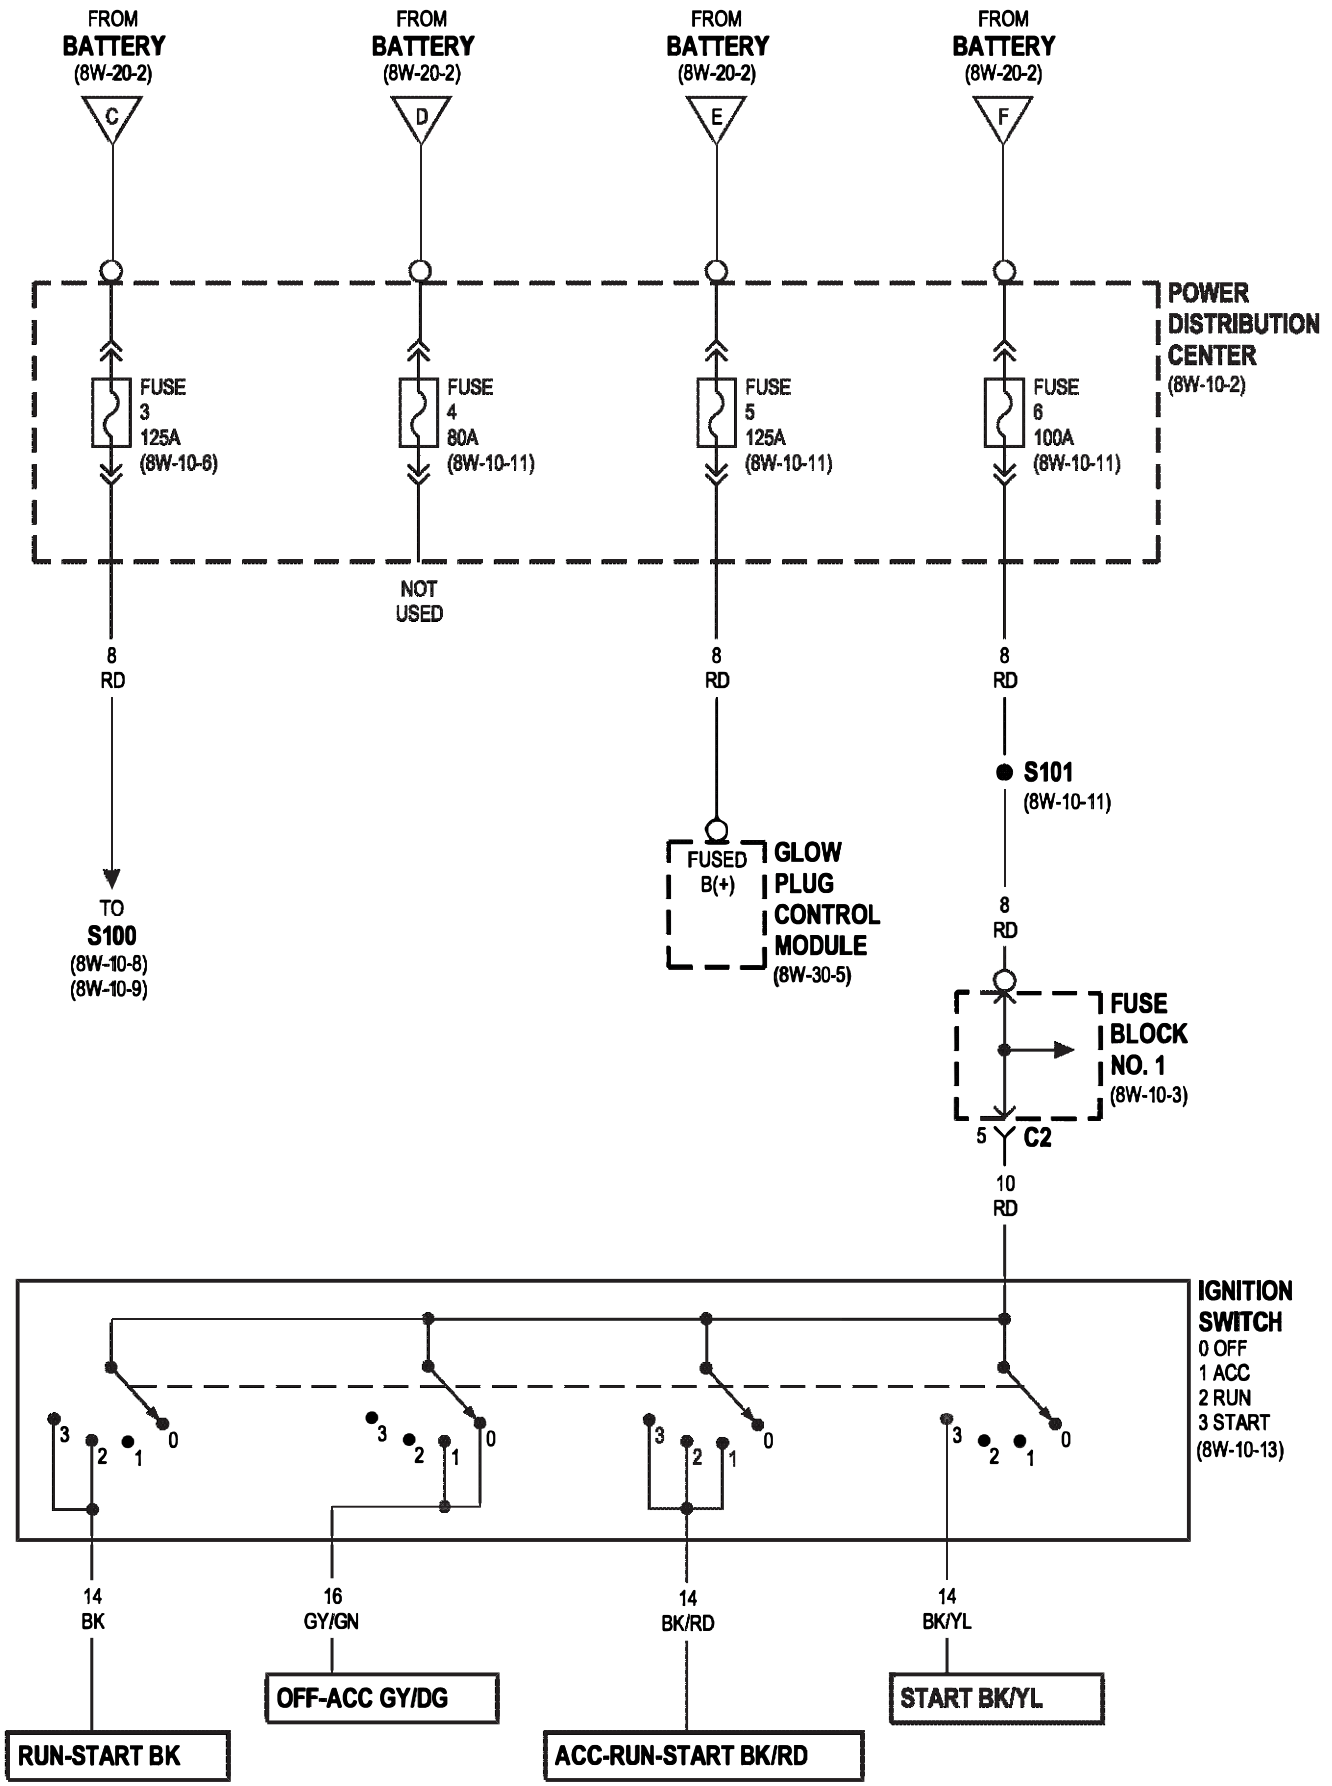 FROM
BATTERY
(8W-20-2)
C
FROM
BATTERY
(8W-20-2)
D
FROM
BATTERY
(8W-20-2)
E
FROM
BATTERY
(8W-20-2)
F
POWER
DISTRIBUTION
CENTER
(8W-10-2)
FUSE
3
125A
(8W-10-6)
FUSE
4
80A
(8W-10-11)
FUSE
5
125A
(8W-10-11)
FUSE
6
100A
(8W-10-11)
NOT
USED
8
RD
8
RD
8
RD
S101
(8W-10-11)
TO
S100
(8W-10-8)
(8W-10-9)
FUSED
B(+)
GLOW
PLUG
CONTROL
MODULE
(8W-30-5)
8
RD
FUSE
BLOCK
NO. 1
(8W-10-3)
5
C2
10
RD
IGNITION
SWITCH
0 OFF
1 ACC
2 RUN
3 START
(8W-10-13)
3 2 1 0
3 2 1 0
3 2 1 0
3 2 1 0
14
BK
16
GY/GN
14
BK/RD
14
BK/YL
OFF-ACC GY/DG
START BK/YL
RUN-START BK
ACC-RUN-START BK/RD